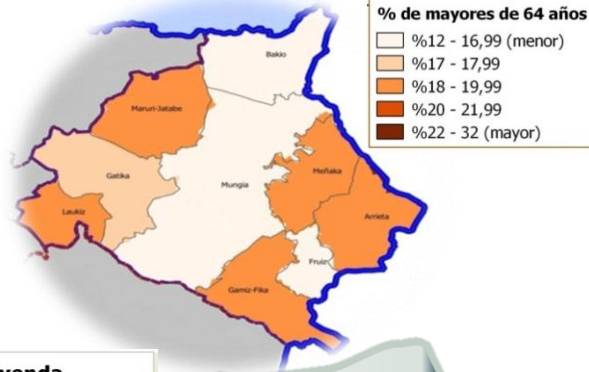 % de mayores de 64 años
%12 - 16,99 (menor)
%17 - 17,99
%18 - 19,99
%20 - 21,99
%22 - 32 (mayor)
Bakio
Maruri-Jatabe
Gatika
Mungia
Meñaka
Laukiz
Arrieta
Fruiz
Gamiz-Fika
yenda